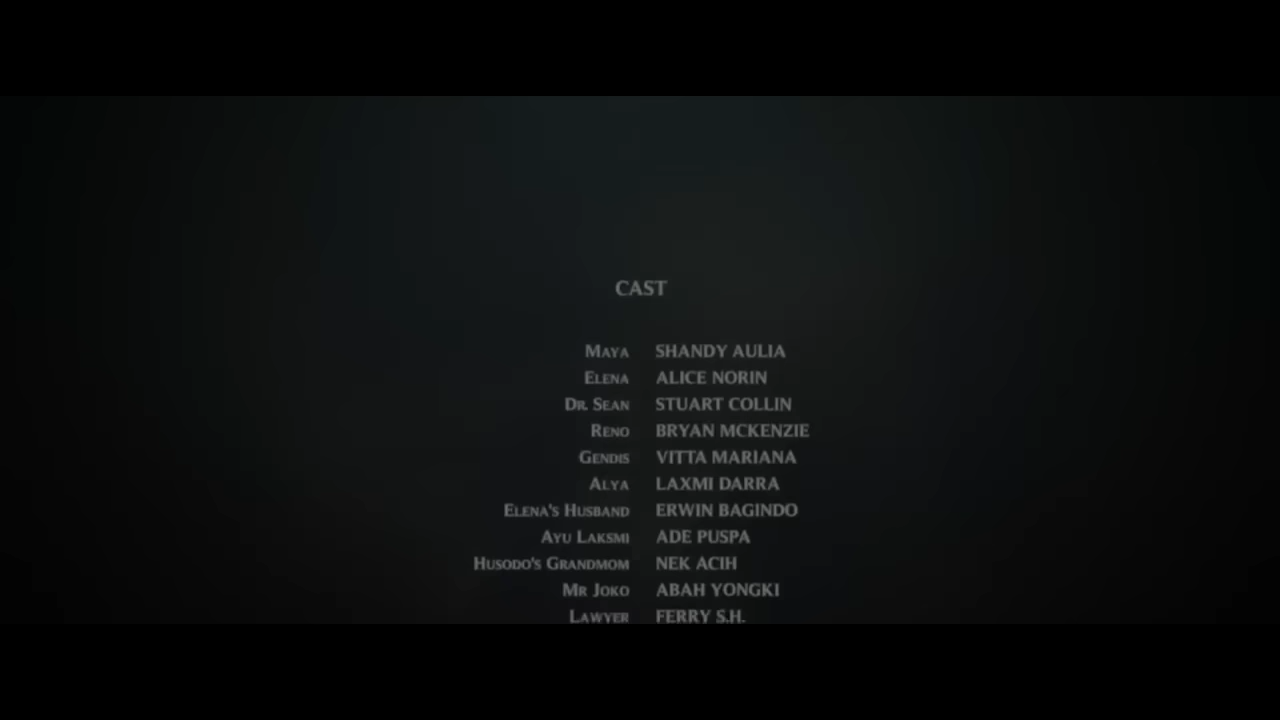 CAST
MAYA SHANDY AULIA
ELENA ALICE NORIN
DR. SEAN STUART COLLIN
RENO BRYAN MCKENZIE
GENDIS VITTA MARIANA
ALYA LAXMI DARRA
ELENA'S HUSBAND ERWIN BAGINDO
AYU LAKSMI ADE PUSPA
HUSODO'S GRANDMOM NEK ACIH
MR JOKO ABAH YONGKI
LAWYER FERRY S.H.